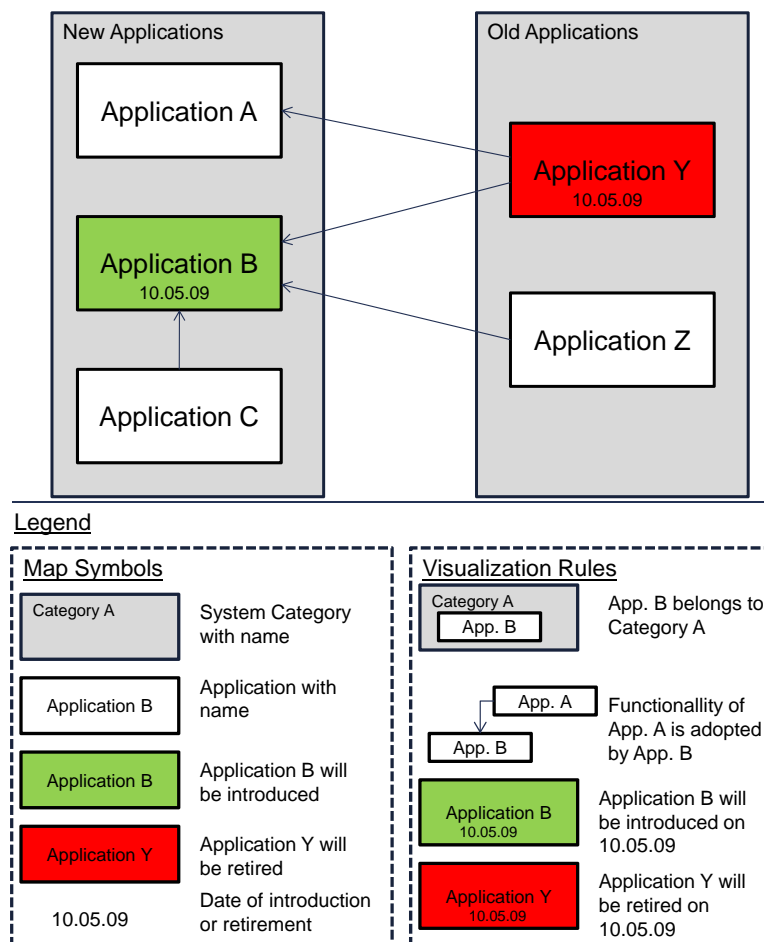 New Applications
Application A
Application B
10.05.09
Application C
Old Applications
Application Y
10.05.09
Application Z
Legend
Map Symbols
Category A
System Category
with name
Application B
Application with
name
Application B
Application B will
be introduced
Application Y
Application Y will
be retired
10.05.09
Date of introduction
or retirement
Visualization Rules
Category A
App. B
App. B belongs to
Category A
App. A
App. B
Functionallity of
App. A is adopted
by App. B
Application B
10.05.09
Application B will
be introduced on
10.05.09
Application Y
10.05.09
Application Y will
be retired on
10.05.09